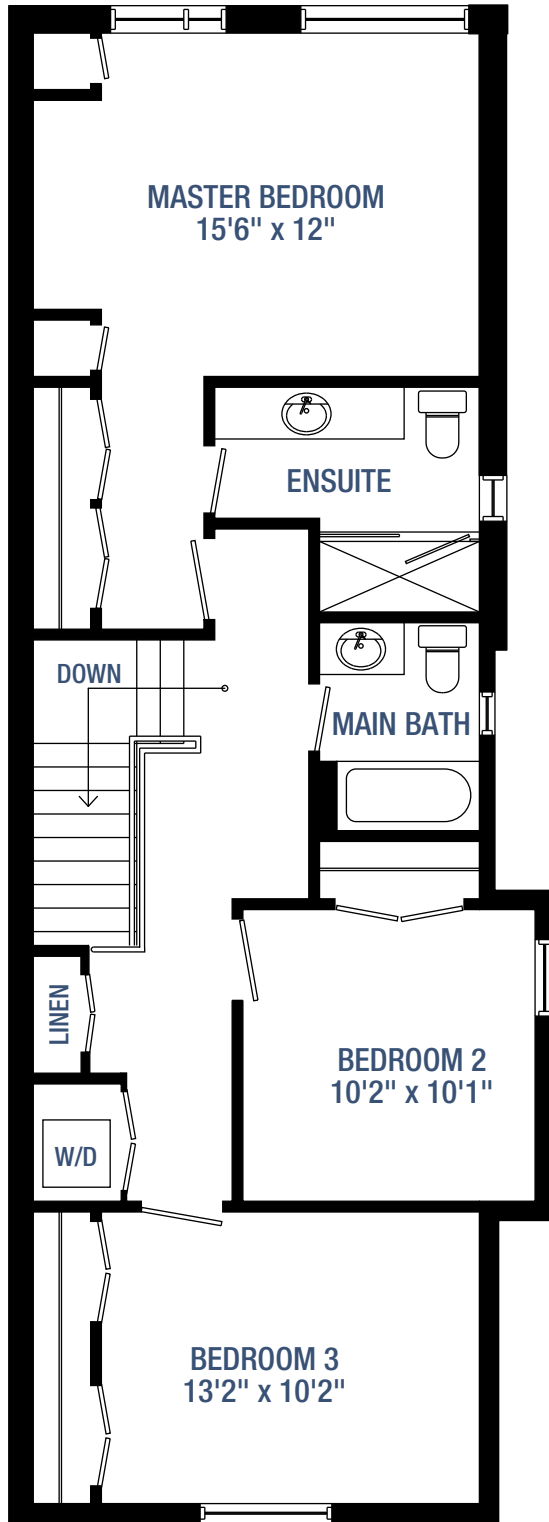 MASTER BEDROOM
15'6" x 12"
ENSUITE
DOWN
MAIN BATH
LINEN
BEDROOM 2
10'2" x 10'1"
W/D
BEDROOM 3
13'2" x 10'2"